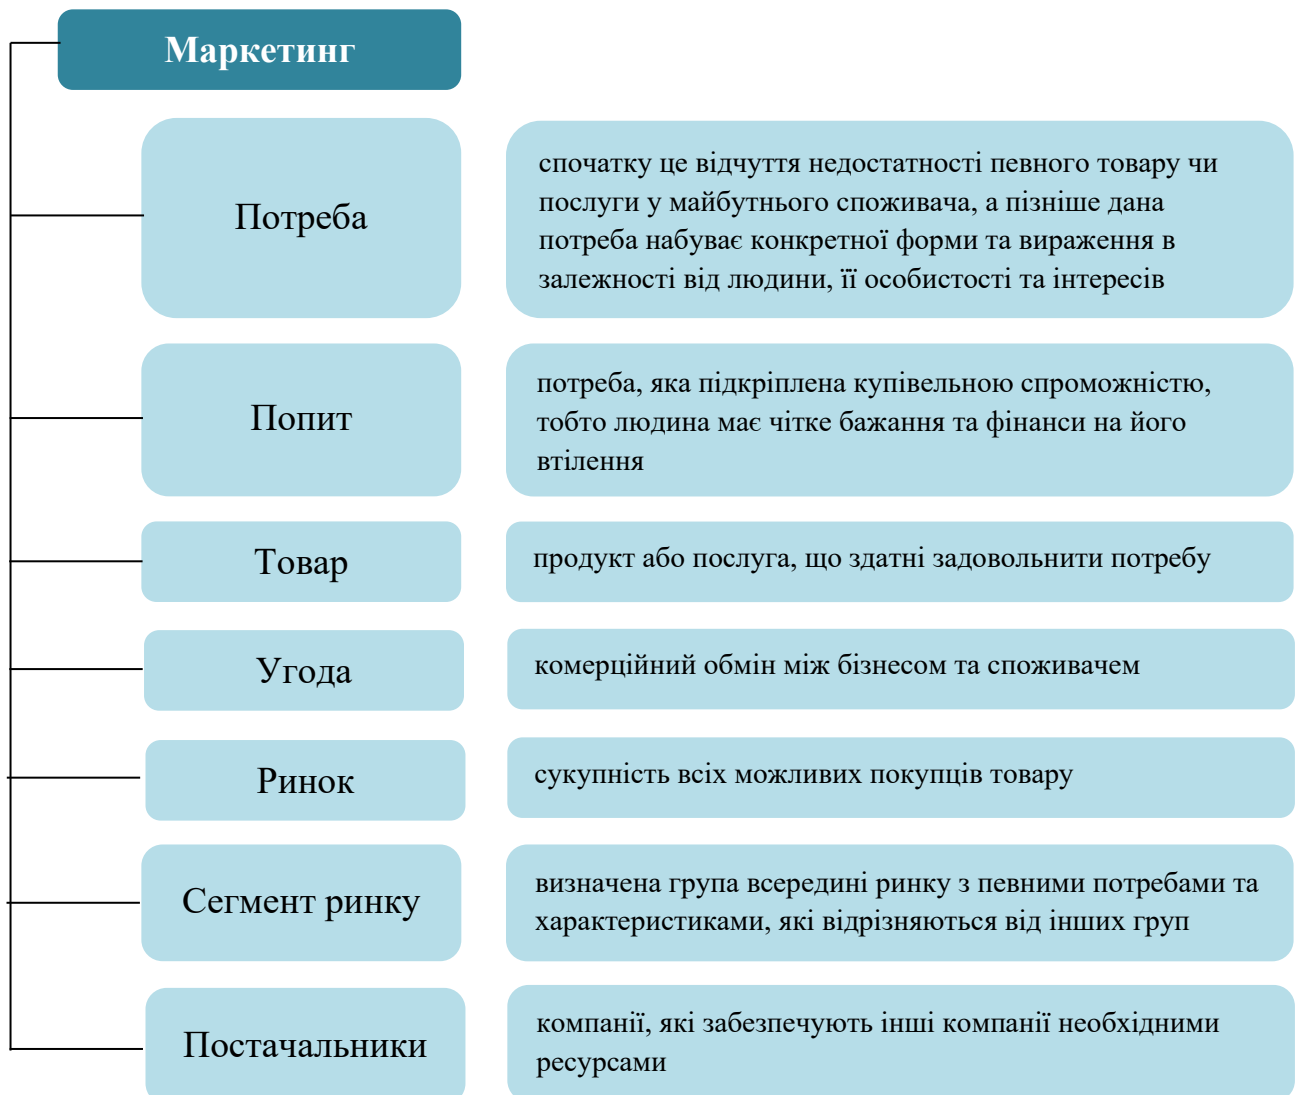 Маркетинг
Потреба
спочатку це відчуття недостатності певного товару чи
послуги у майбутнього споживача, а пізніше дана
потреба набуває конкретної форми та вираження в
залежності від людини, її особистості та інтересів
Попит
потреба, яка підкріплена купівельною спроможністю,
тобто людина має чітке бажання та фінанси на його
втілення
Товар
продукт або послуга, що здатні задовольнити потребу
Угода
комерційний обмін між бізнесом та споживачем
Ринок
сукупність всіх можливих покупців товару
Сегмент ринку
визначена група всередині ринку з певними потребами та
характеристиками, які відрізняються від інших груп
Постачальники
компанії, які забезпечують інші компанії необхідними
ресурсами